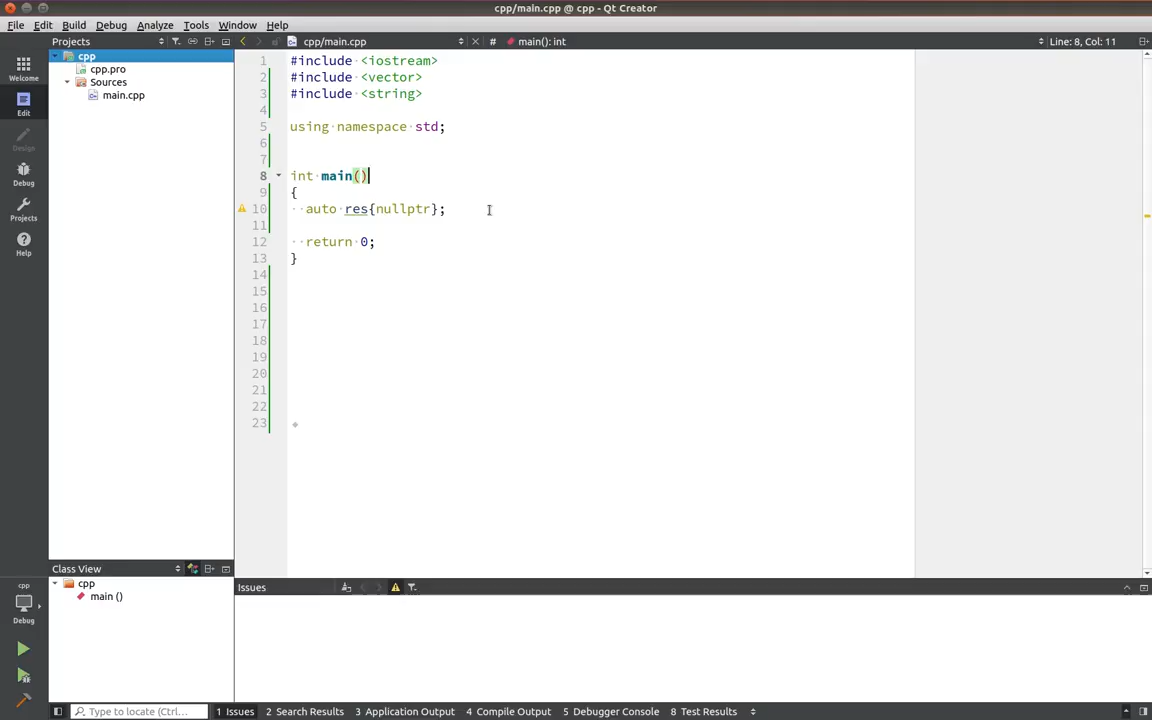 cpp/main.cpp @ cpp - Qt Creator
File Edit Build Debug Analyze Tools Window Help
Projects
cpp/main.cpp
#
main(): int
Line: 8, Col: 11
Welcome
Edit
Design
Debug
Projects
Help
cpp
cpp.pro
Sources
main.cpp
1 #include <iostream>
2 #include <vector>
3 #include <string>
4
5 using namespace std;
6
7
8 int main()
9 {
10 auto res{nullptr};
11
12 return 0;
13 }
14
15
16
17
18
19
20
21
22
23
Class View
cpp
main ()
Issues
cpp
Debug
Type to locate (Ctrl...
1 Issues 2 Search Results 3 Application Output 4 Compile Output 5 Debugger Console 8 Test Results